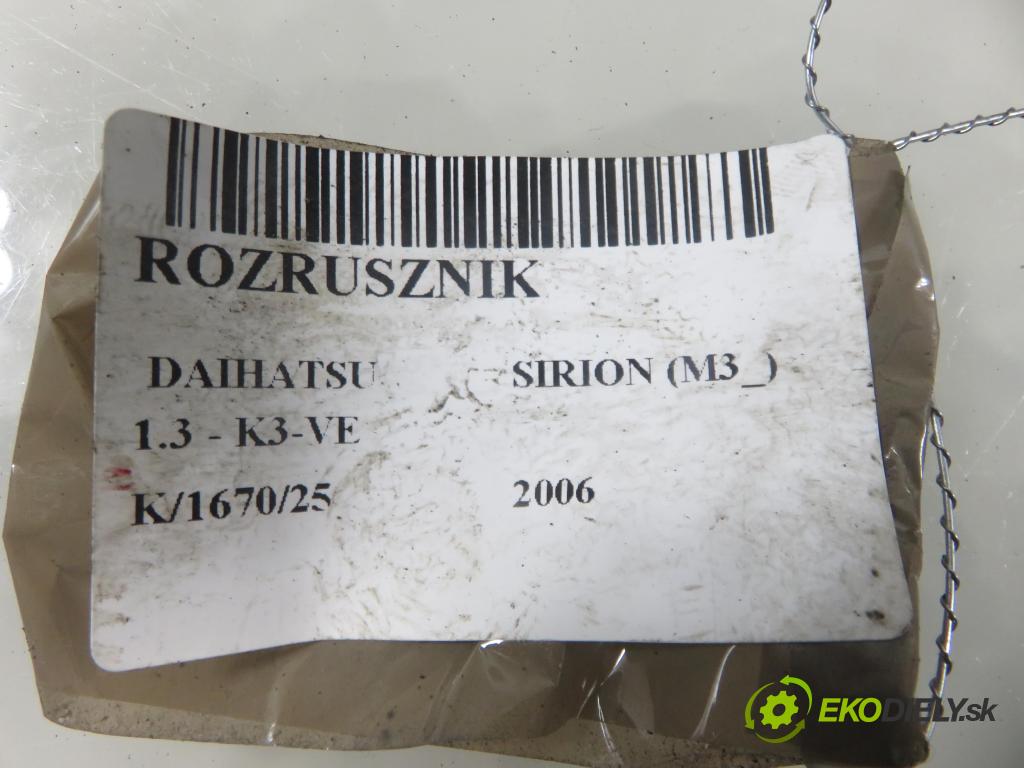 ROZRUSZNIK
DAIHATSU SIRION (M3_)
1.3 - K3-VE
K/1670/25 2006
EKODIELY.sk